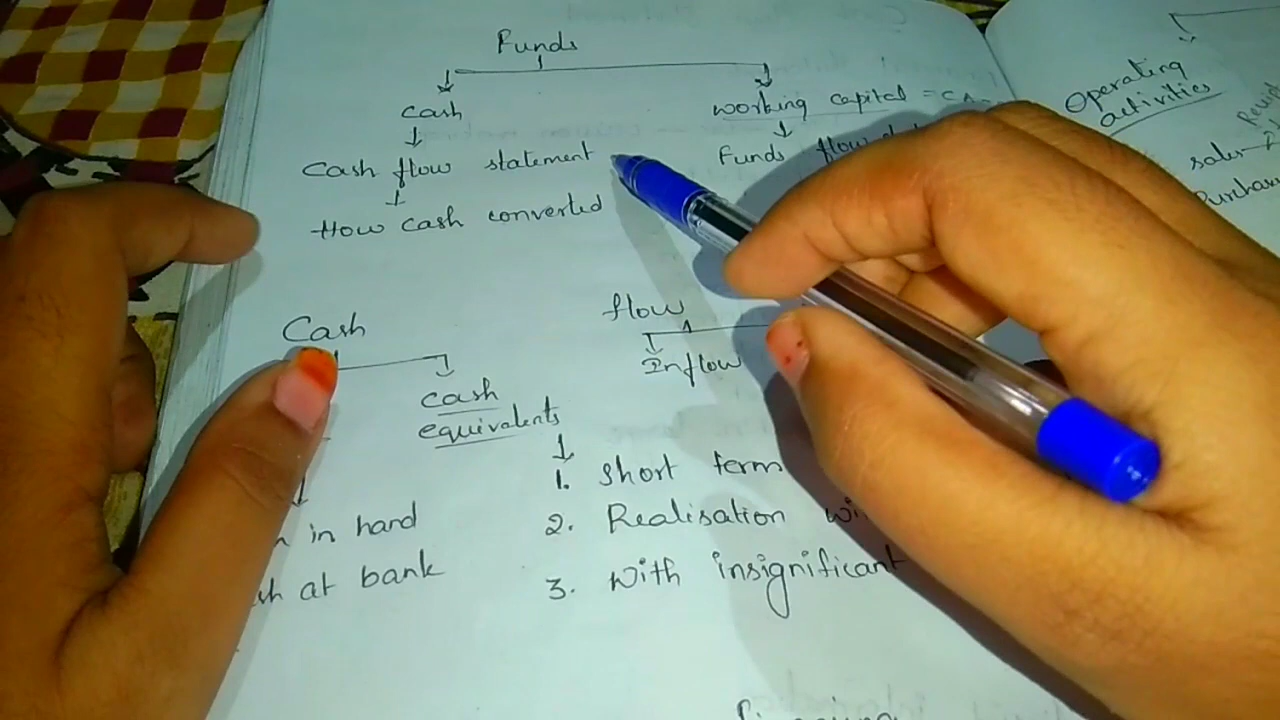 Funds
Cash
Working capital = CA-
Cash flow statement
Funds flow
How cash converted
Cash
cash
equivalents
in hand
at bank
flow
Inflow
1. short term
2. Realisation
3. With insignificant
Operating
activities
sales